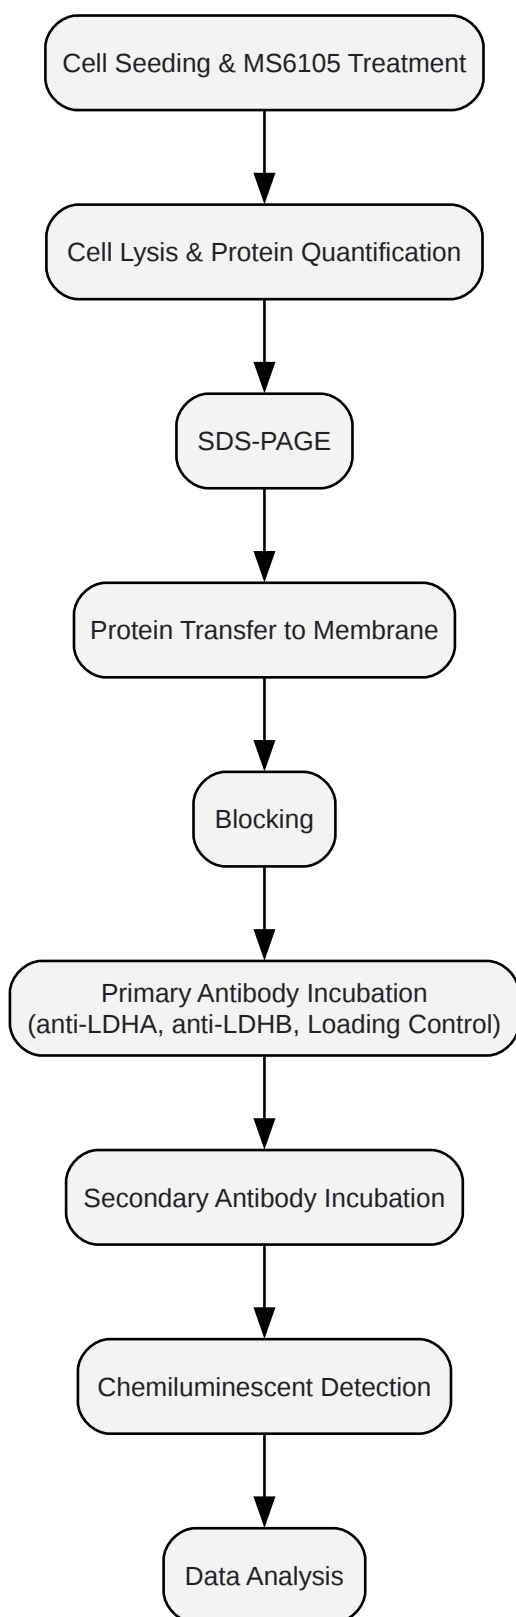 Cell Seeding & MS6105 Treatment
Cell Lysis & Protein Quantification
SDS-PAGE
Protein Transfer to Membrane
Blocking
Primary Antibody Incubation
(anti-LDHA, anti-LDHB, Loading Control)
Secondary Antibody Incubation
Chemiluminescent Detection
Data Analysis